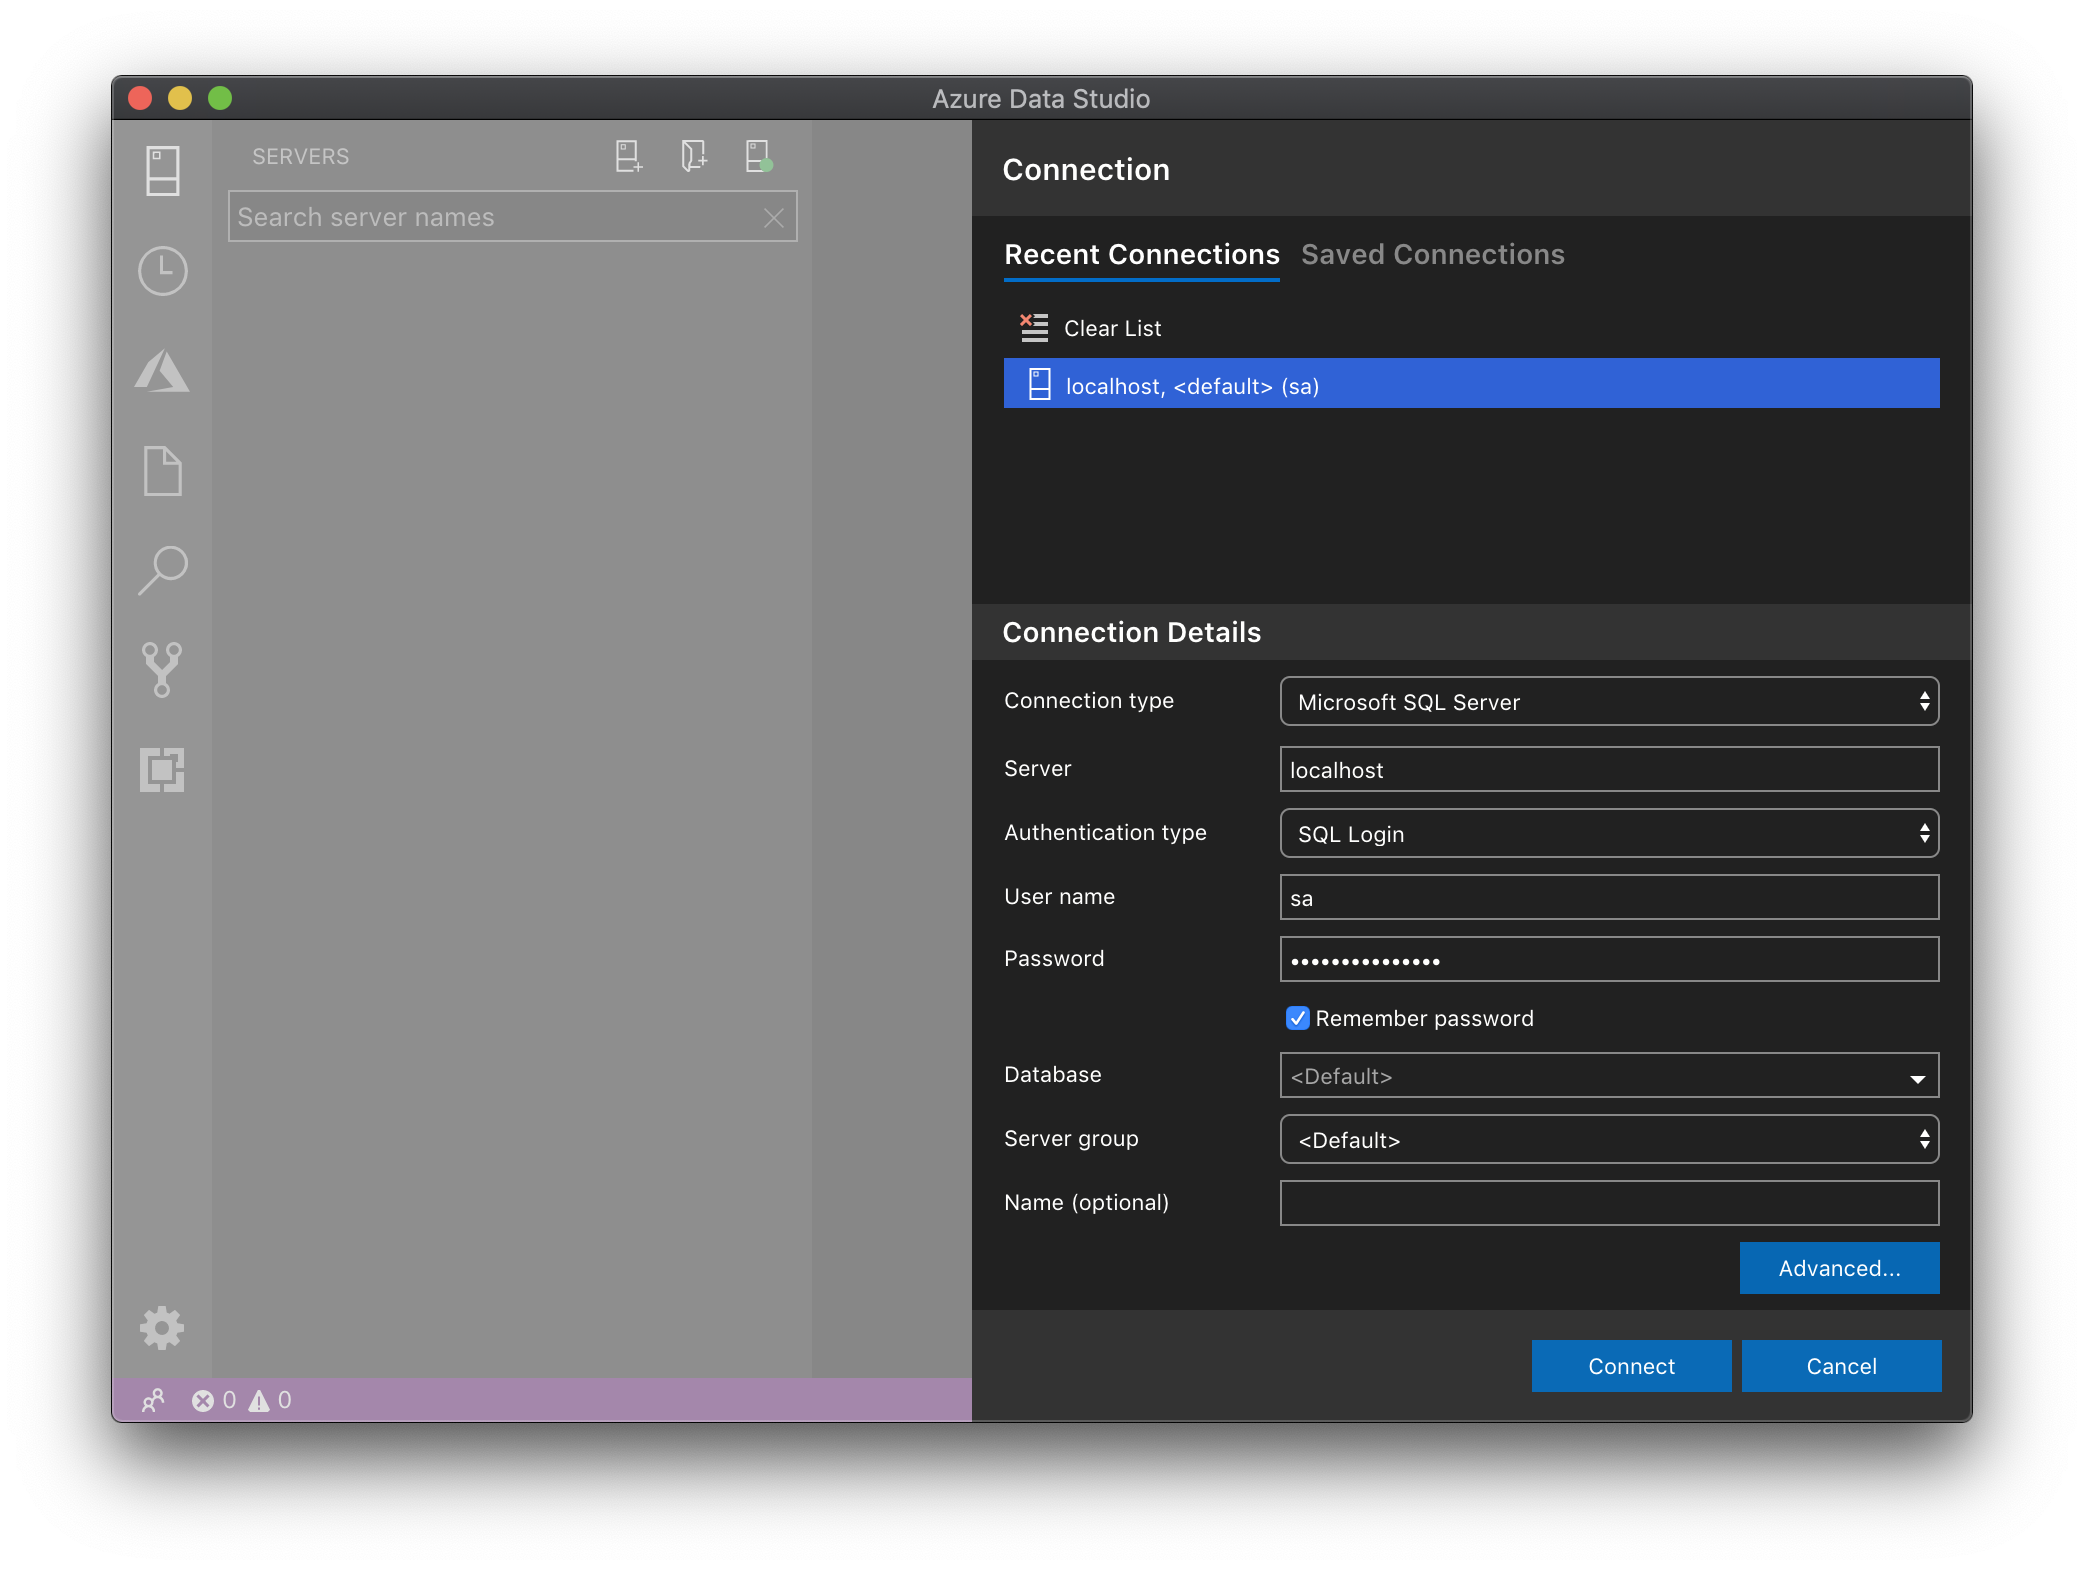 Azure Data Studio
SERVERS
Search server names
0 0
Connection
Recent Connections Saved Connections
Clear List
localhost, <default> (sa)
Connection Details
Connection type Microsoft SQL Server
Server localhost
Authentication type SQL Login
User name sa
Password •••••••••••••••
Remember password
Database <Default>
Server group <Default>
Name (optional)
Advanced...
Connect Cancel